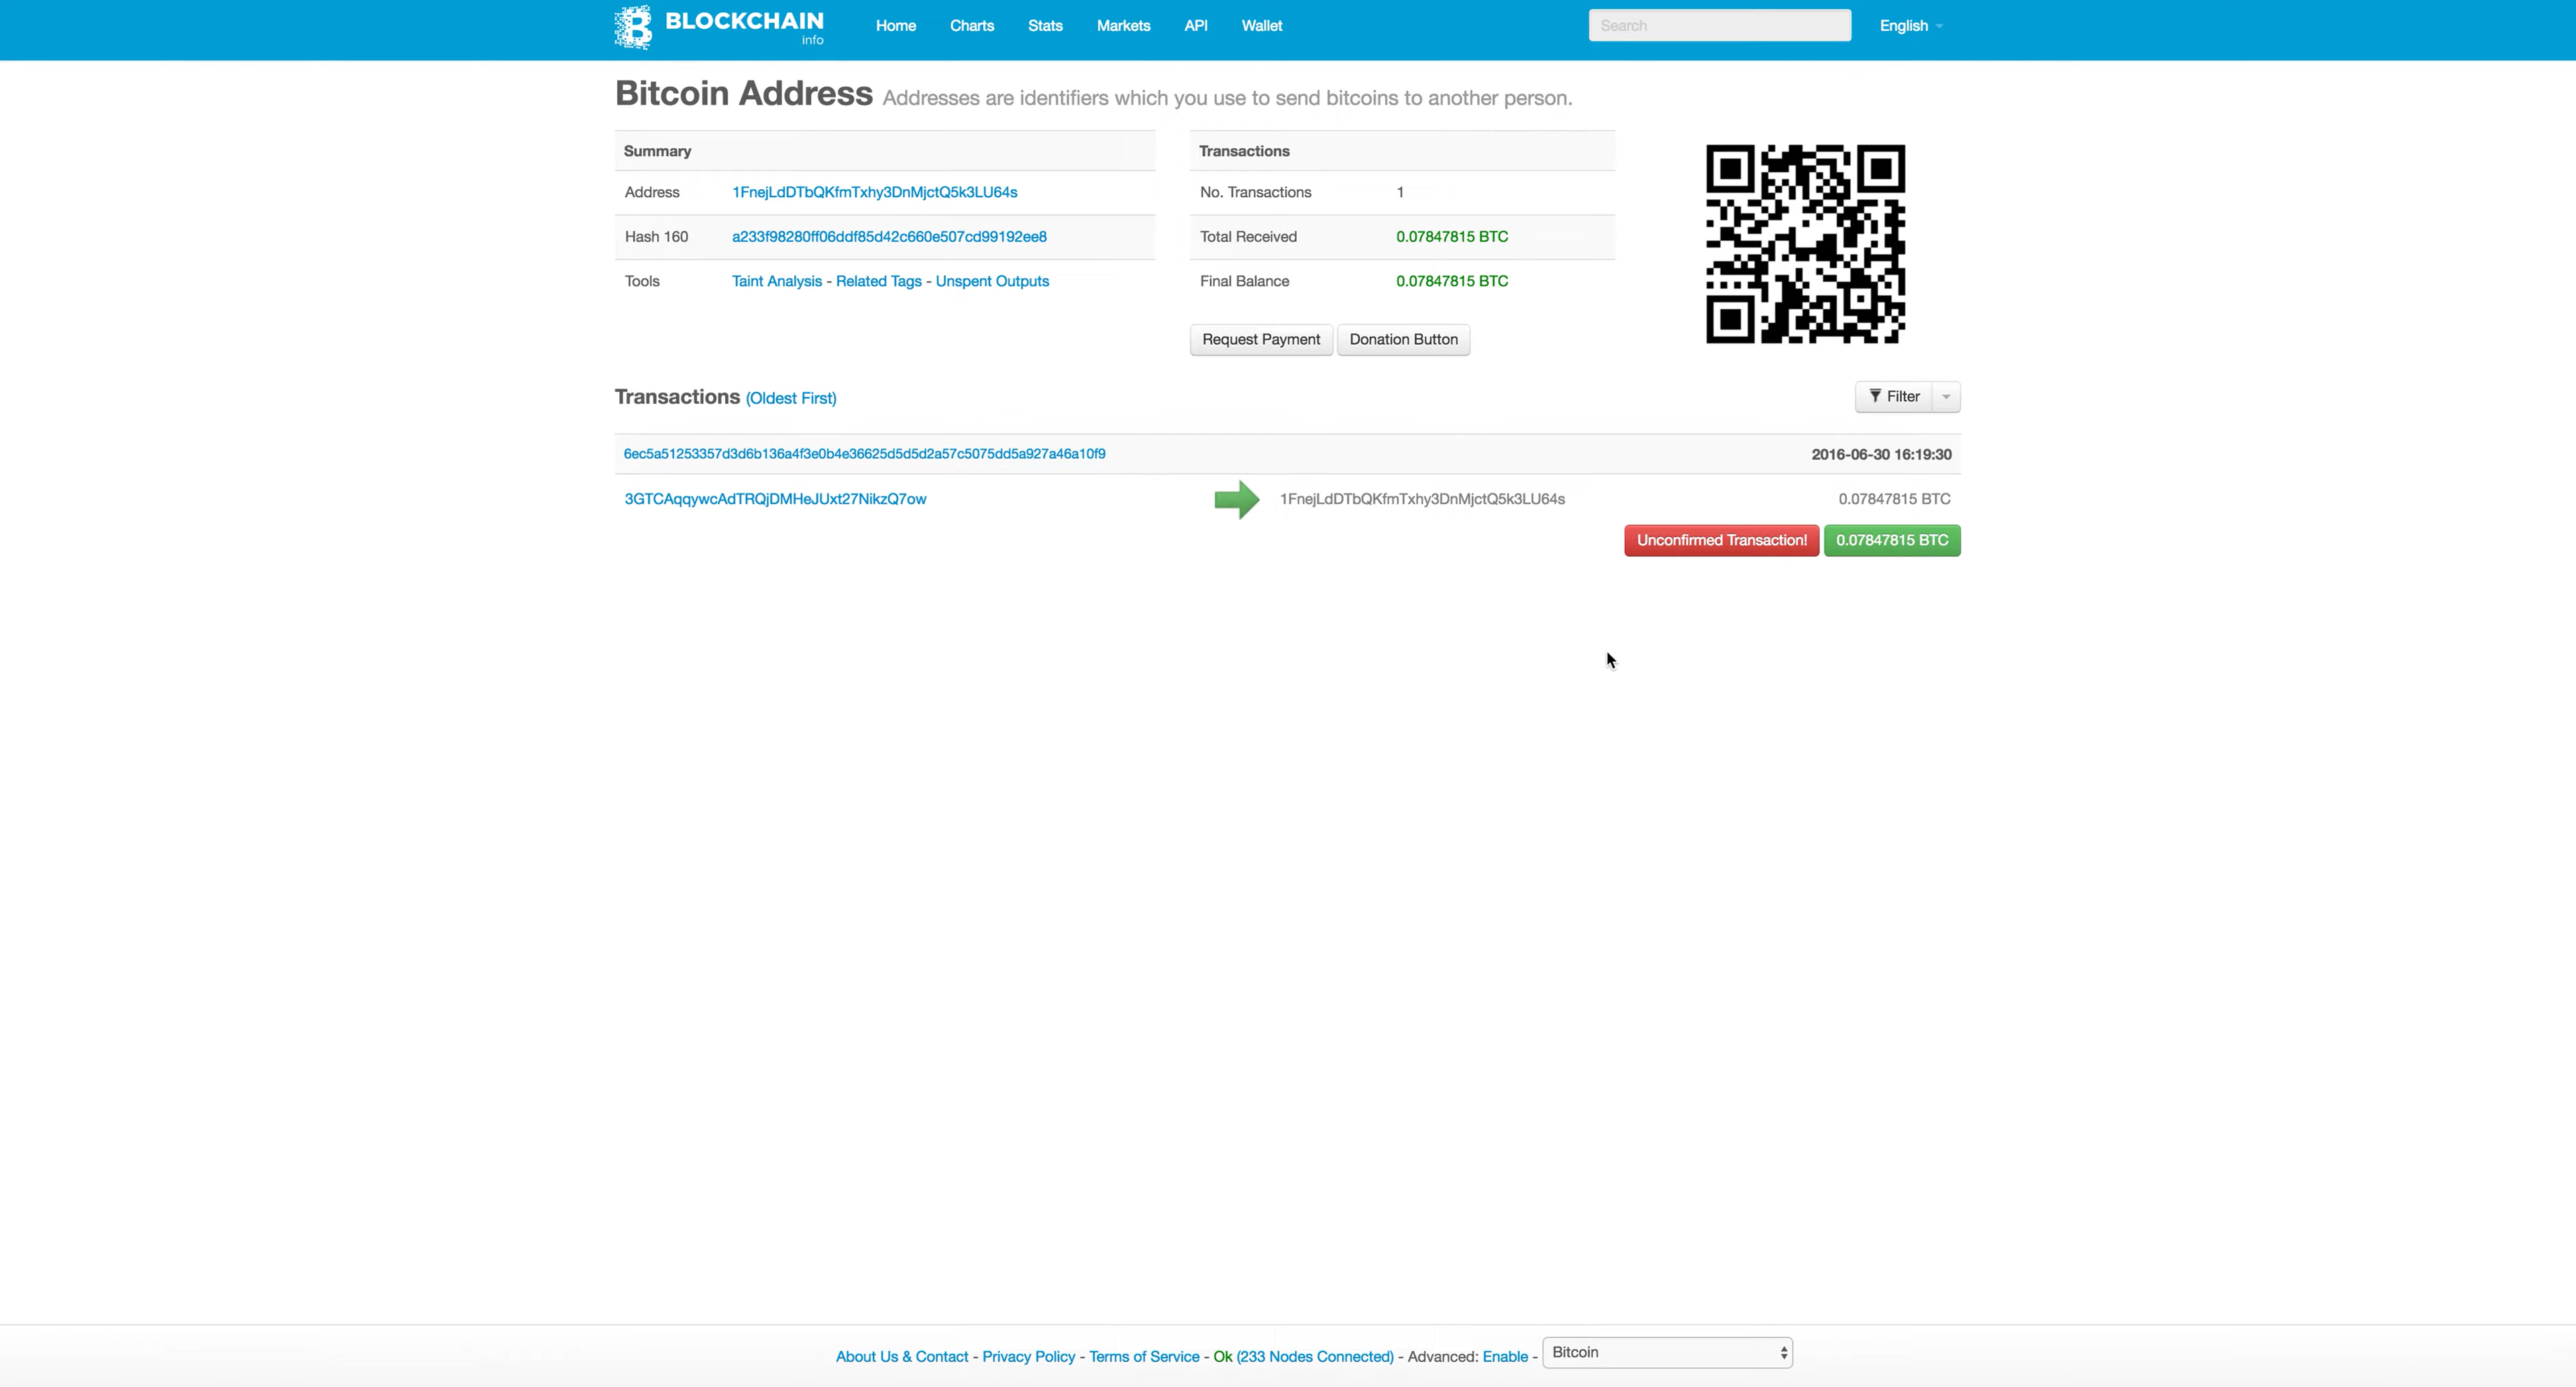 BLOCKCHAIN
info
Home Charts Stats Markets API Wallet
Search
English
Bitcoin Address Addresses are identifiers which you use to send bitcoins to another person.
Summary
Address 1FnejLdDTbQKfmTxhy3DnMjctQ5k3LU64s
Hash 160 a233f98280ff06ddf85d42c660e507cd99192ee8
Tools Taint Analysis - Related Tags - Unspent Outputs
Transactions
No. Transactions 1
Total Received 0.07847815 BTC
Final Balance 0.07847815 BTC
Request Payment Donation Button
Transactions (Oldest First)
Filter
6ec5a51253357d3d6b136a4f3e0b4e36625d5d5d2a57c5075dd5a927a46a10f9 2016-06-30 16:19:30
3GTCAqqywcAdTRQjDMHeJUxt27NikzQ7ow 1FnejLdDTbQKfmTxhy3DnMjctQ5k3LU64s 0.07847815 BTC
Unconfirmed Transaction! 0.07847815 BTC
About Us & Contact - Privacy Policy - Terms of Service - Ok (233 Nodes Connected) - Advanced: Enable - Bitcoin